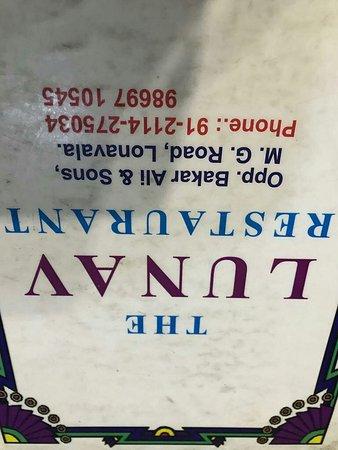 THE
LUNAV
RESTAURANT
Opp. Bakar Ali & Sons,
M. G. Road, Lonavala.
Phone.: 91-2114-275034
98697 10545